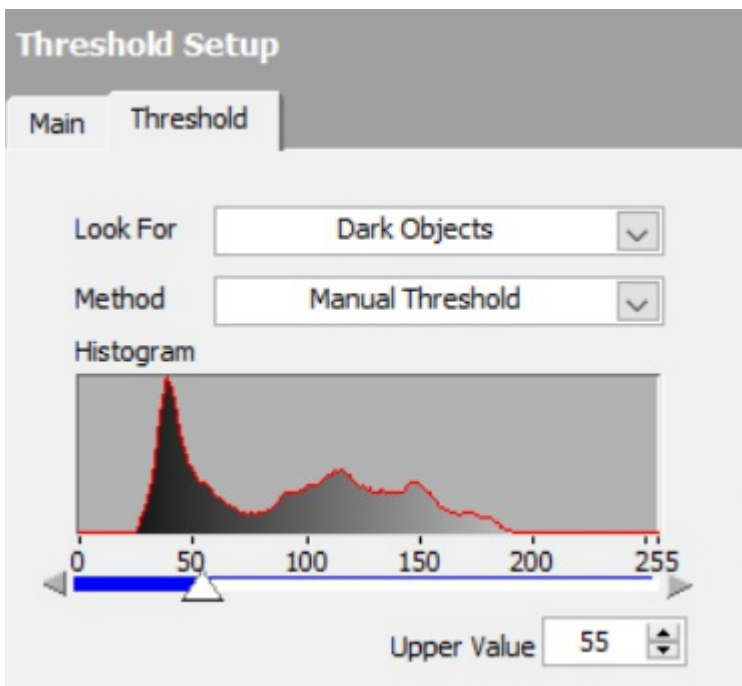 Threshold Setup
Main Threshold
Look For Dark Objects
Method Manual Threshold
Histogram
0 50 100 150 200 255
Upper Value 55